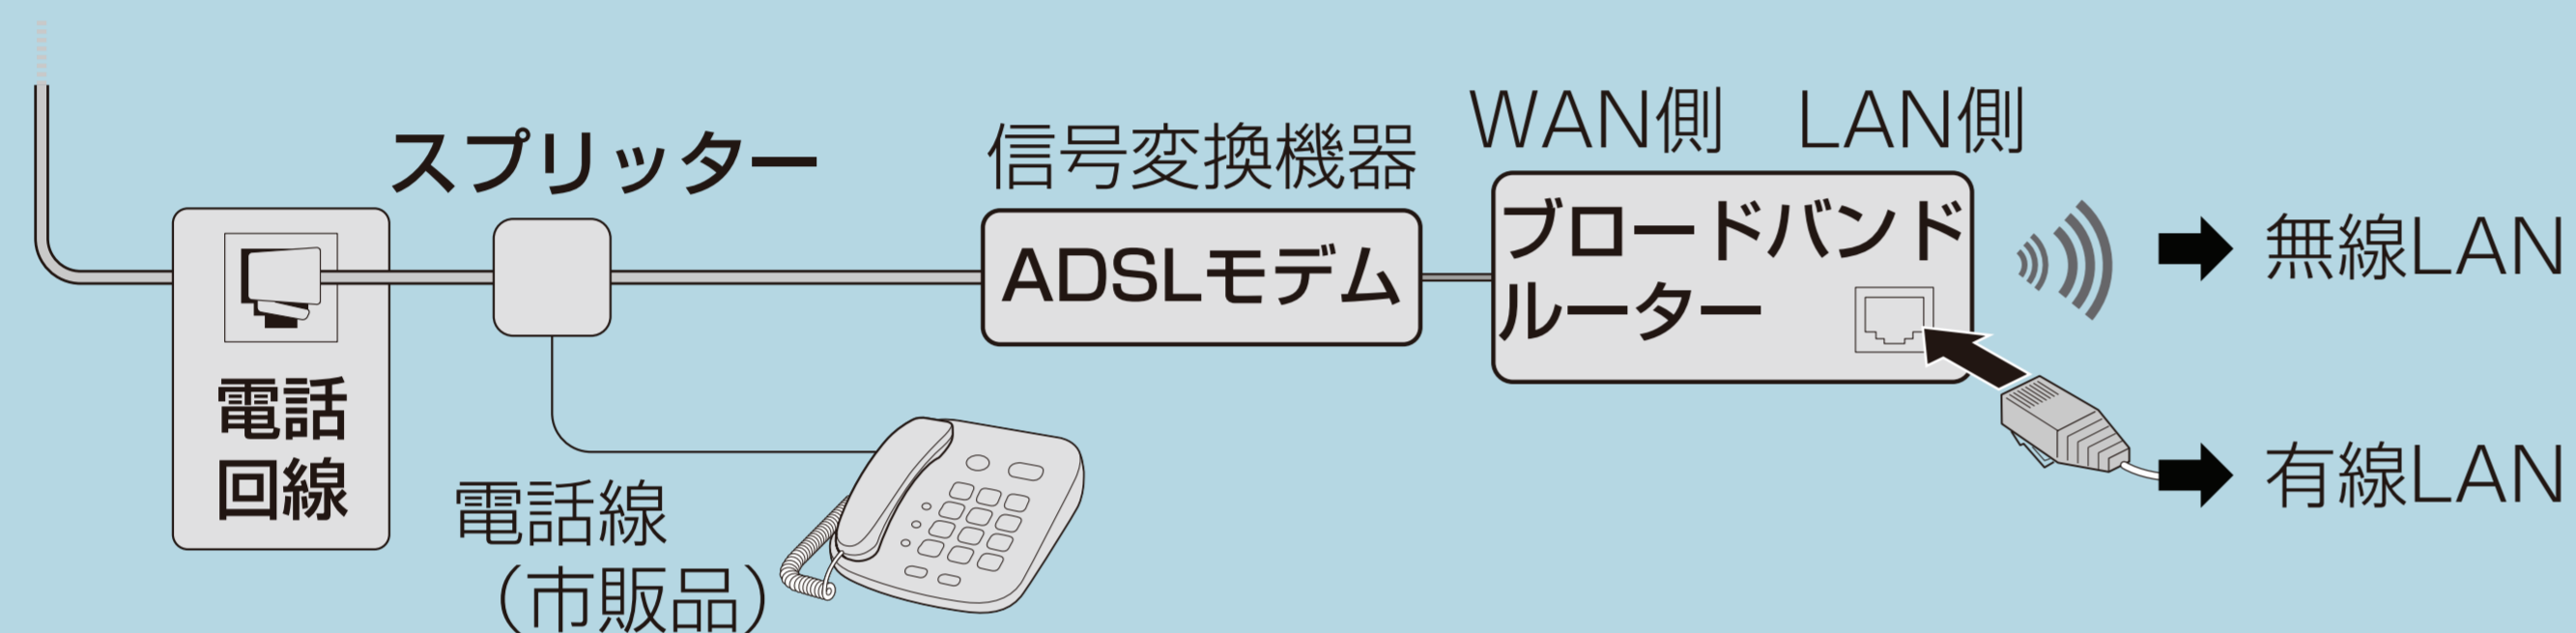 スプリッター
信号変換機器
WAN側
LAN側
電話
回線
ADSLモデム
ブロードバンド
ルーター
無線LAN
有線LAN
電話線
（市販品）